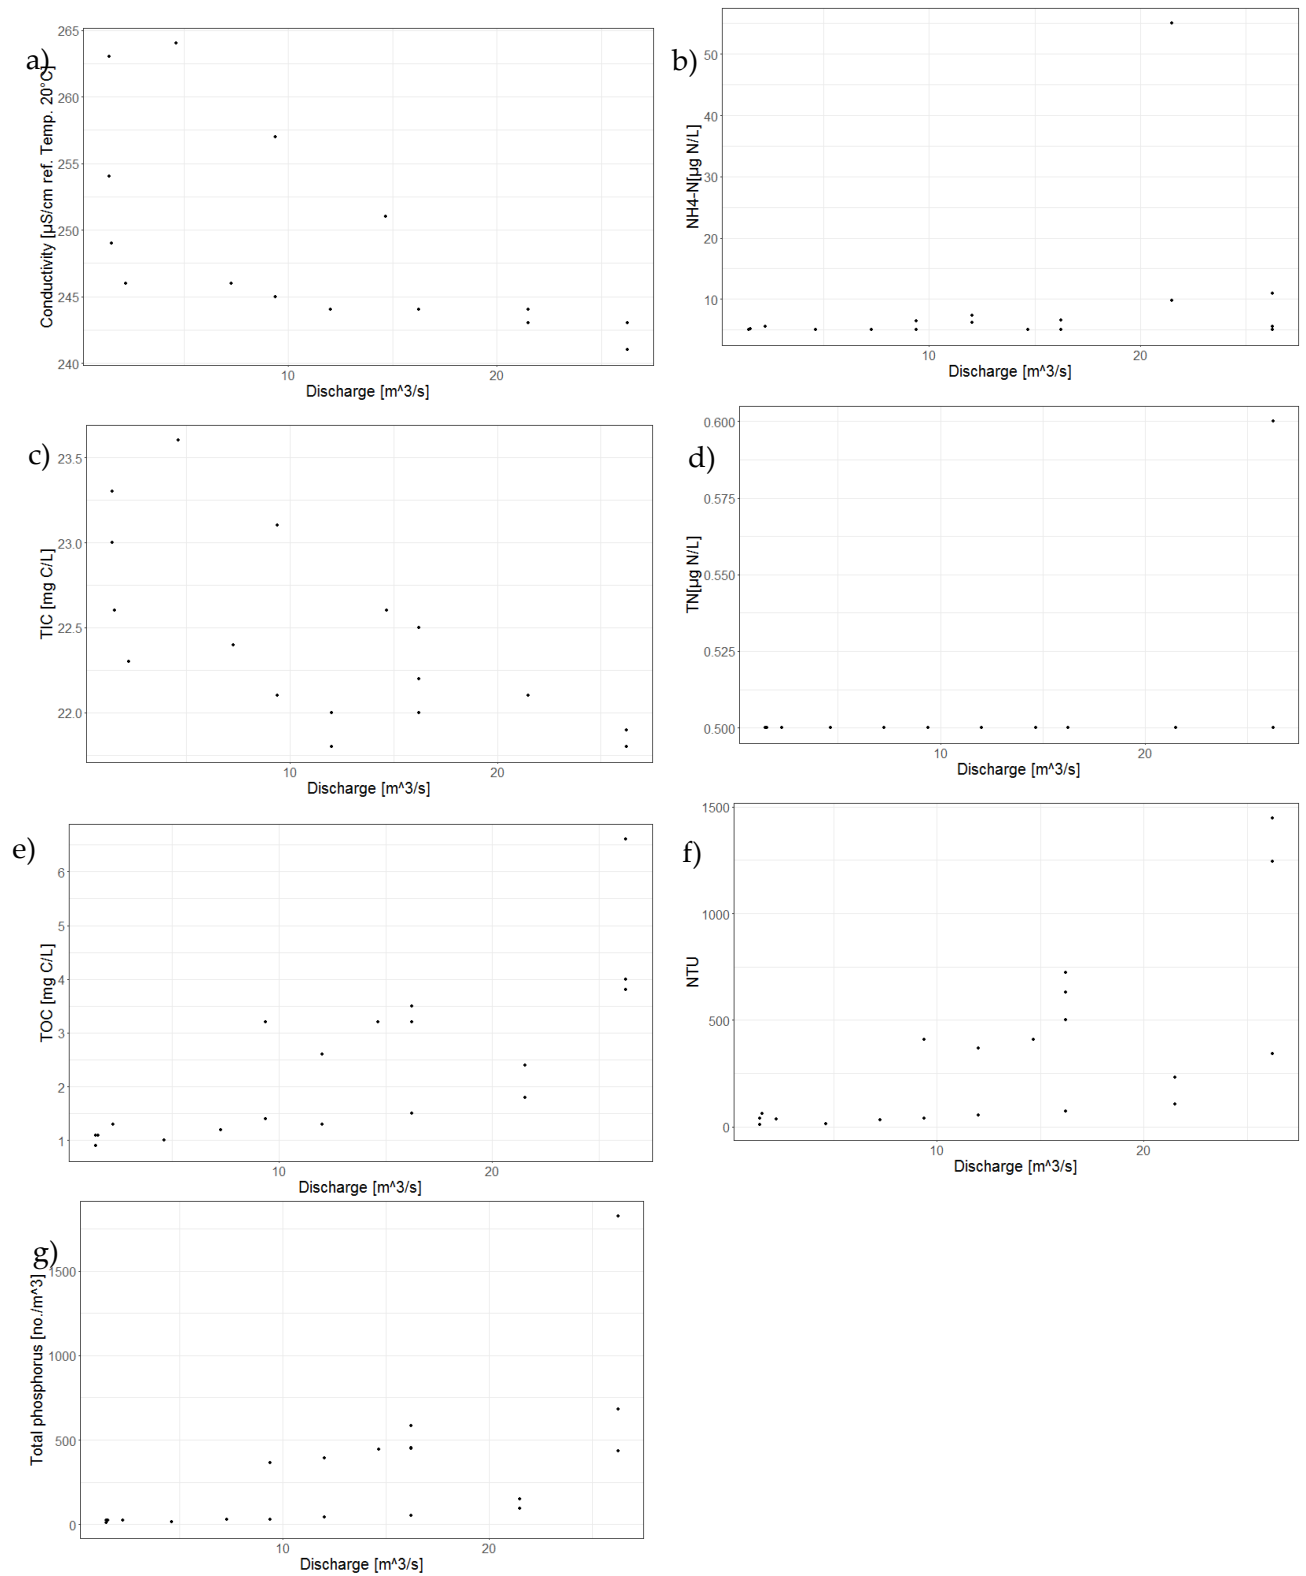 a)
Conductivity [µS/cm ref. Temp. 20°C]
265
260
255
250
245
240
10 20
Discharge [m^3/s]
b)
NH4-N[µg N/L]
50
40
30
20
10
10 20
Discharge [m^3/s]
c)
TIC [mg C/L]
23.5
23.0
22.5
22.0
10 20
Discharge [m^3/s]
d)
TN[µg N/L]
0.600
0.575
0.550
0.525
0.500
10 20
Discharge [m^3/s]
e)
TOC [mg C/L]
6
5
4
3
2
1
10 20
Discharge [m^3/s]
f)
NTU
1500
1000
500
0
10 20
Discharge [m^3/s]
g)
Total phosphorus [no./m^3]
1500
1000
500
0
10 20
Discharge [m^3/s]